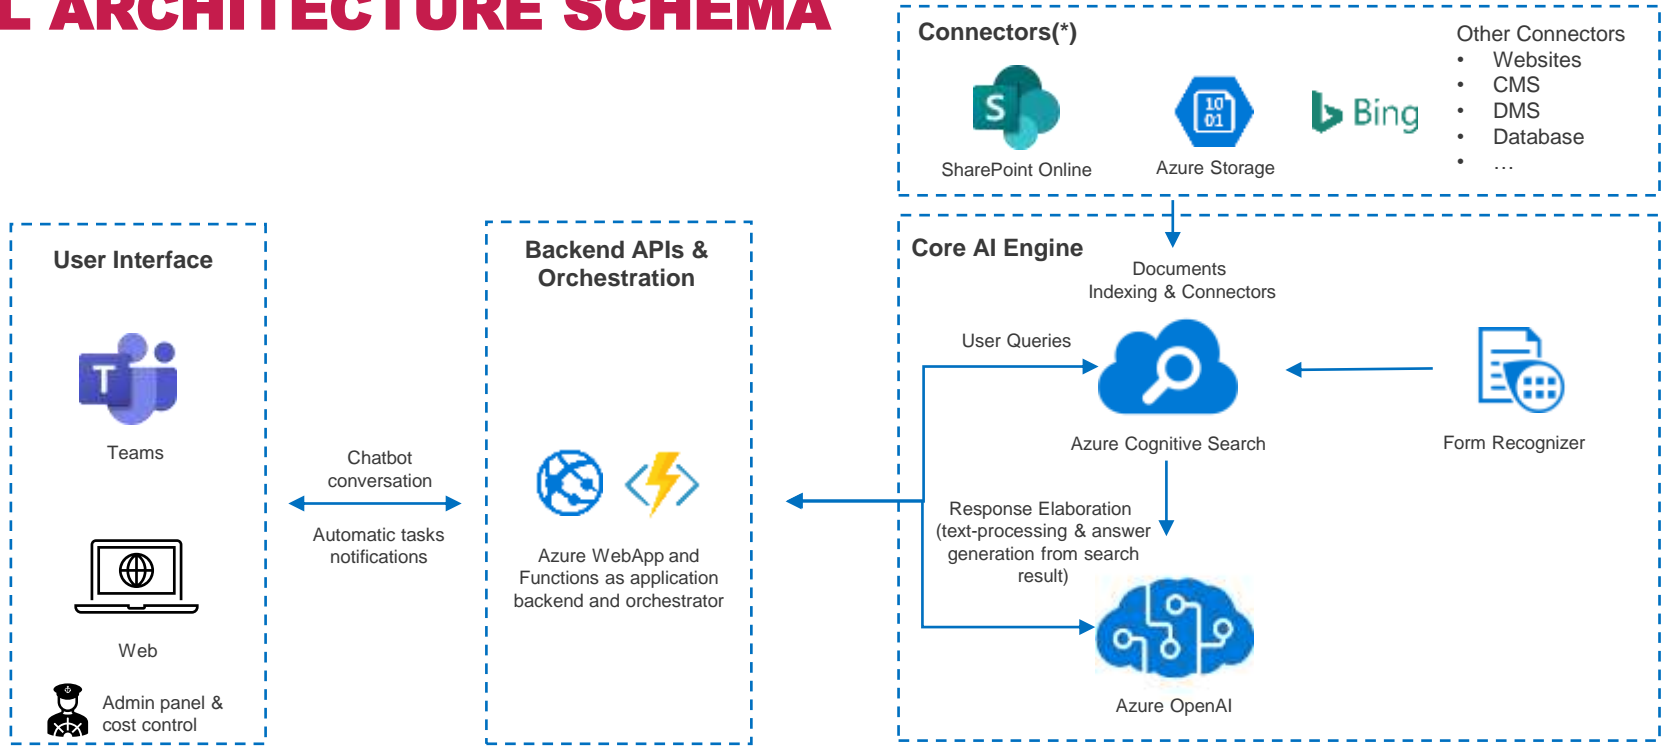 L ARCHITECTURE SCHEMA
Connectors(*)
S
SharePoint Online
10
01
Azure Storage
Bing
Other Connectors
• Websites
• CMS
• DMS
• Database
• …
User Interface
T
Teams
Web
Admin panel &
cost control
Chatbot
conversation
Automatic tasks
notifications
Backend APIs &
Orchestration
Azure WebApp and
Functions as application
backend and orchestrator
Core AI Engine
Documents
Indexing & Connectors
User Queries
Azure Cognitive Search
Form Recognizer
Response Elaboration
(text-processing & answer
generation from search
result)
Azure OpenAI